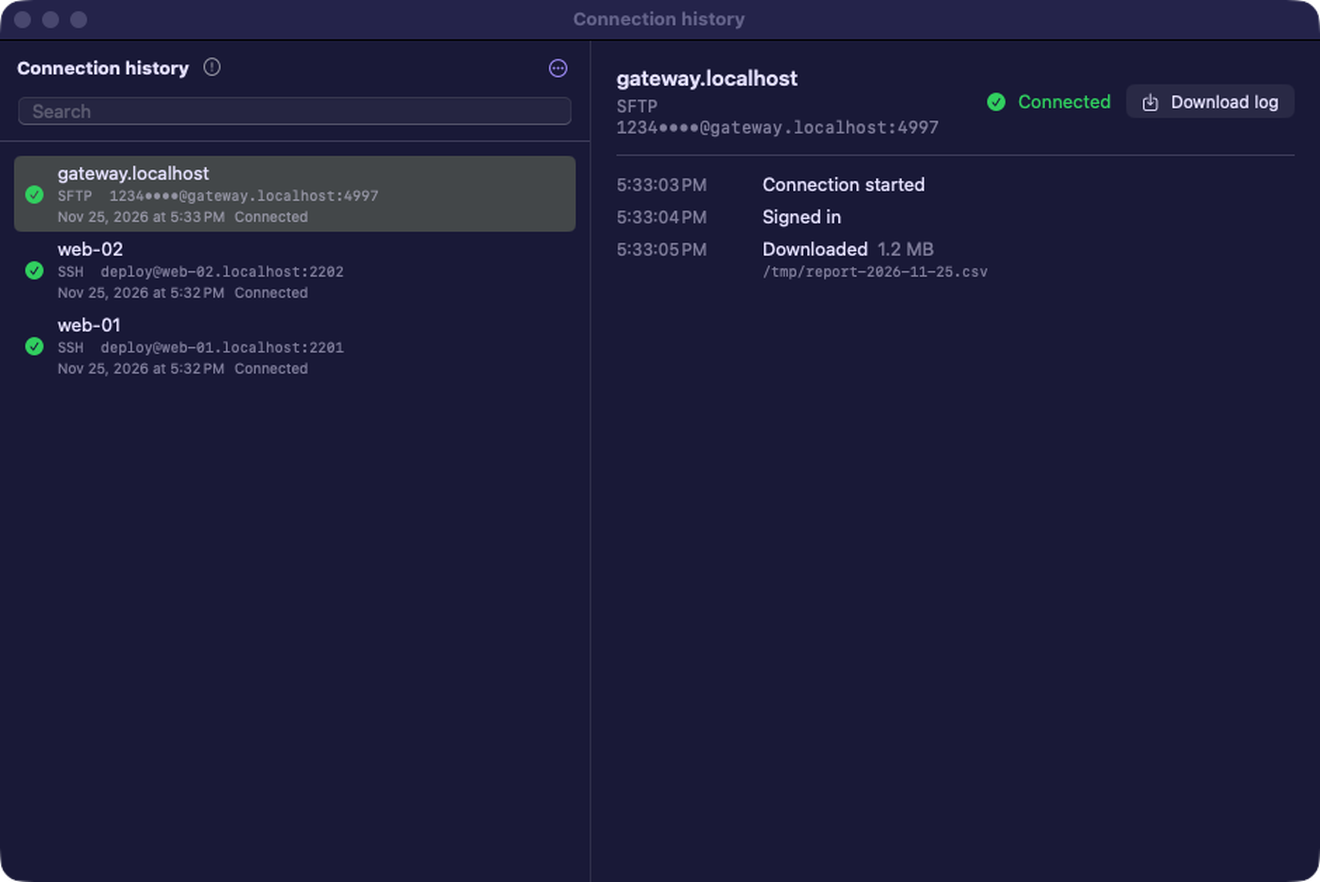 Connection history
Connection history
Search
gateway.localhost
SFTP 1234••••@gateway.localhost:4997
Nov 25, 2026 at 5:33 PM Connected
web-02
SSH deploy@web-02.localhost:2202
Nov 25, 2026 at 5:32 PM Connected
web-01
SSH deploy@web-01.localhost:2201
Nov 25, 2026 at 5:32 PM Connected
gateway.localhost
SFTP
1234••••@gateway.localhost:4997
Connected
Download log
5:33:03 PM Connection started
5:33:04 PM Signed in
5:33:05 PM Downloaded 1.2 MB
/tmp/report-2026-11-25.csv